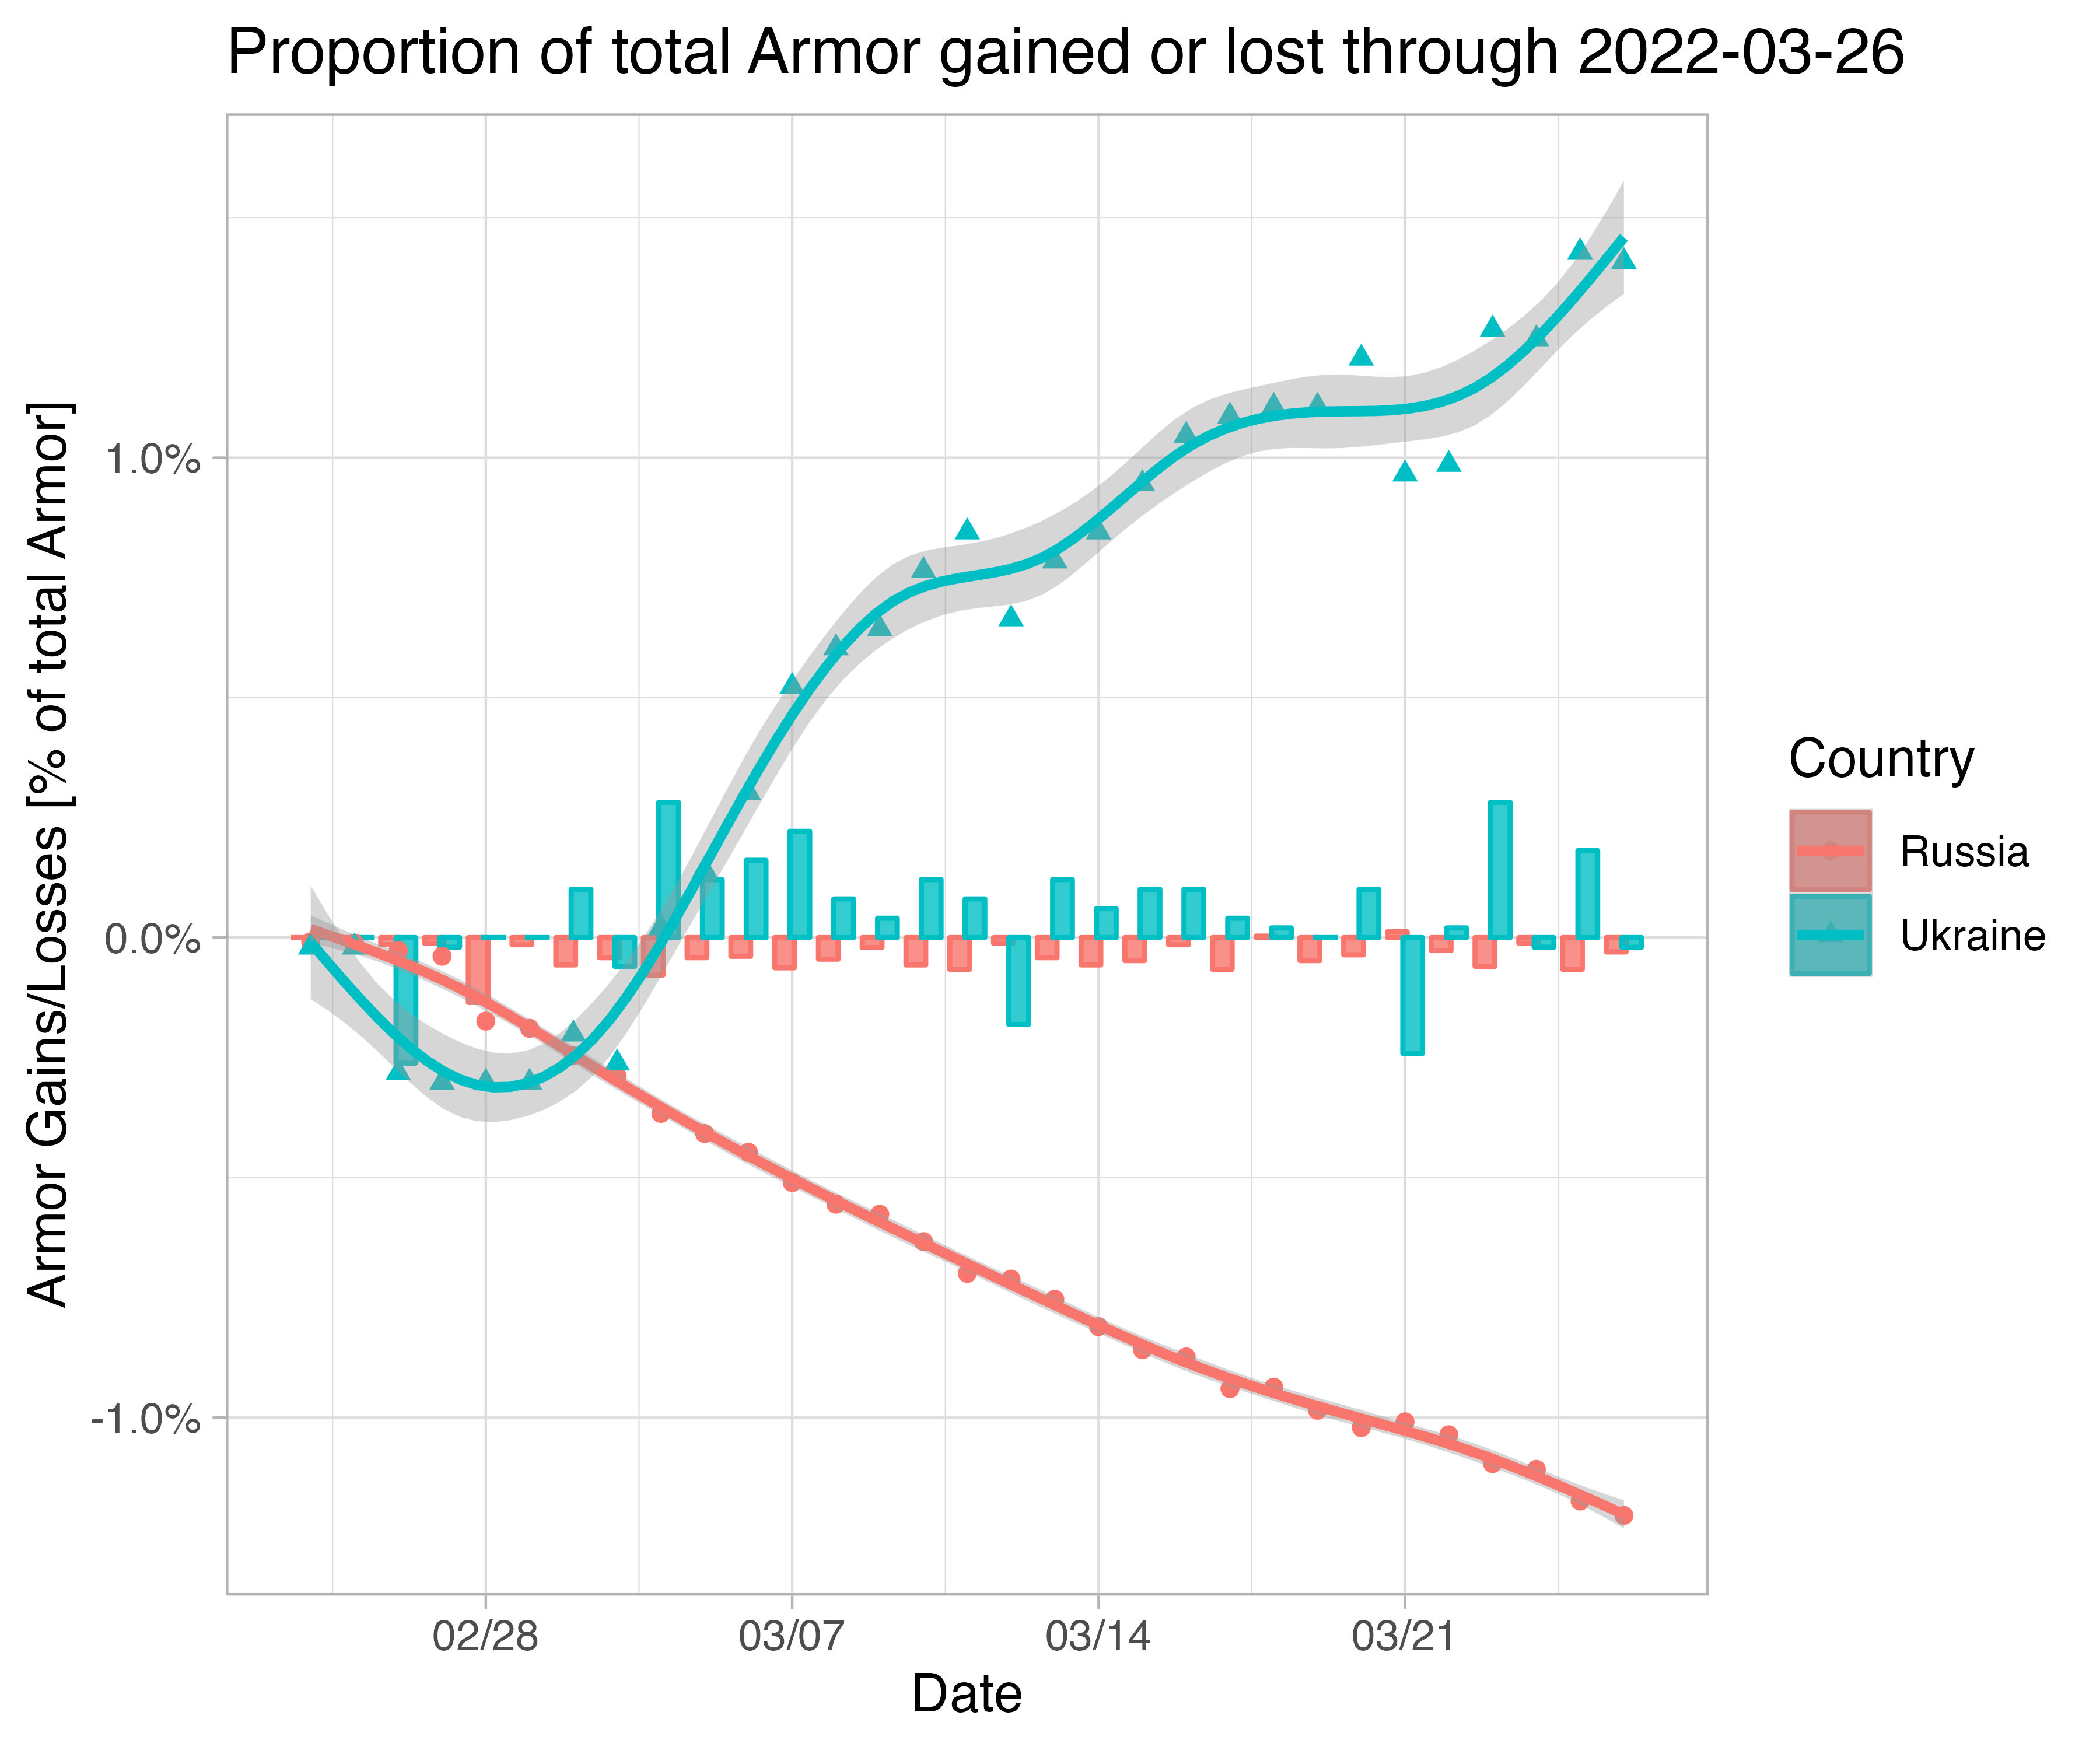 Proportion of total Armor gained or lost through 2022-03-26
Armor Gains/Losses [% of total Armor]
1.0%
0.0%
-1.0%
02/28 03/07 03/14 03/21
Date
Country
Russia
Ukraine